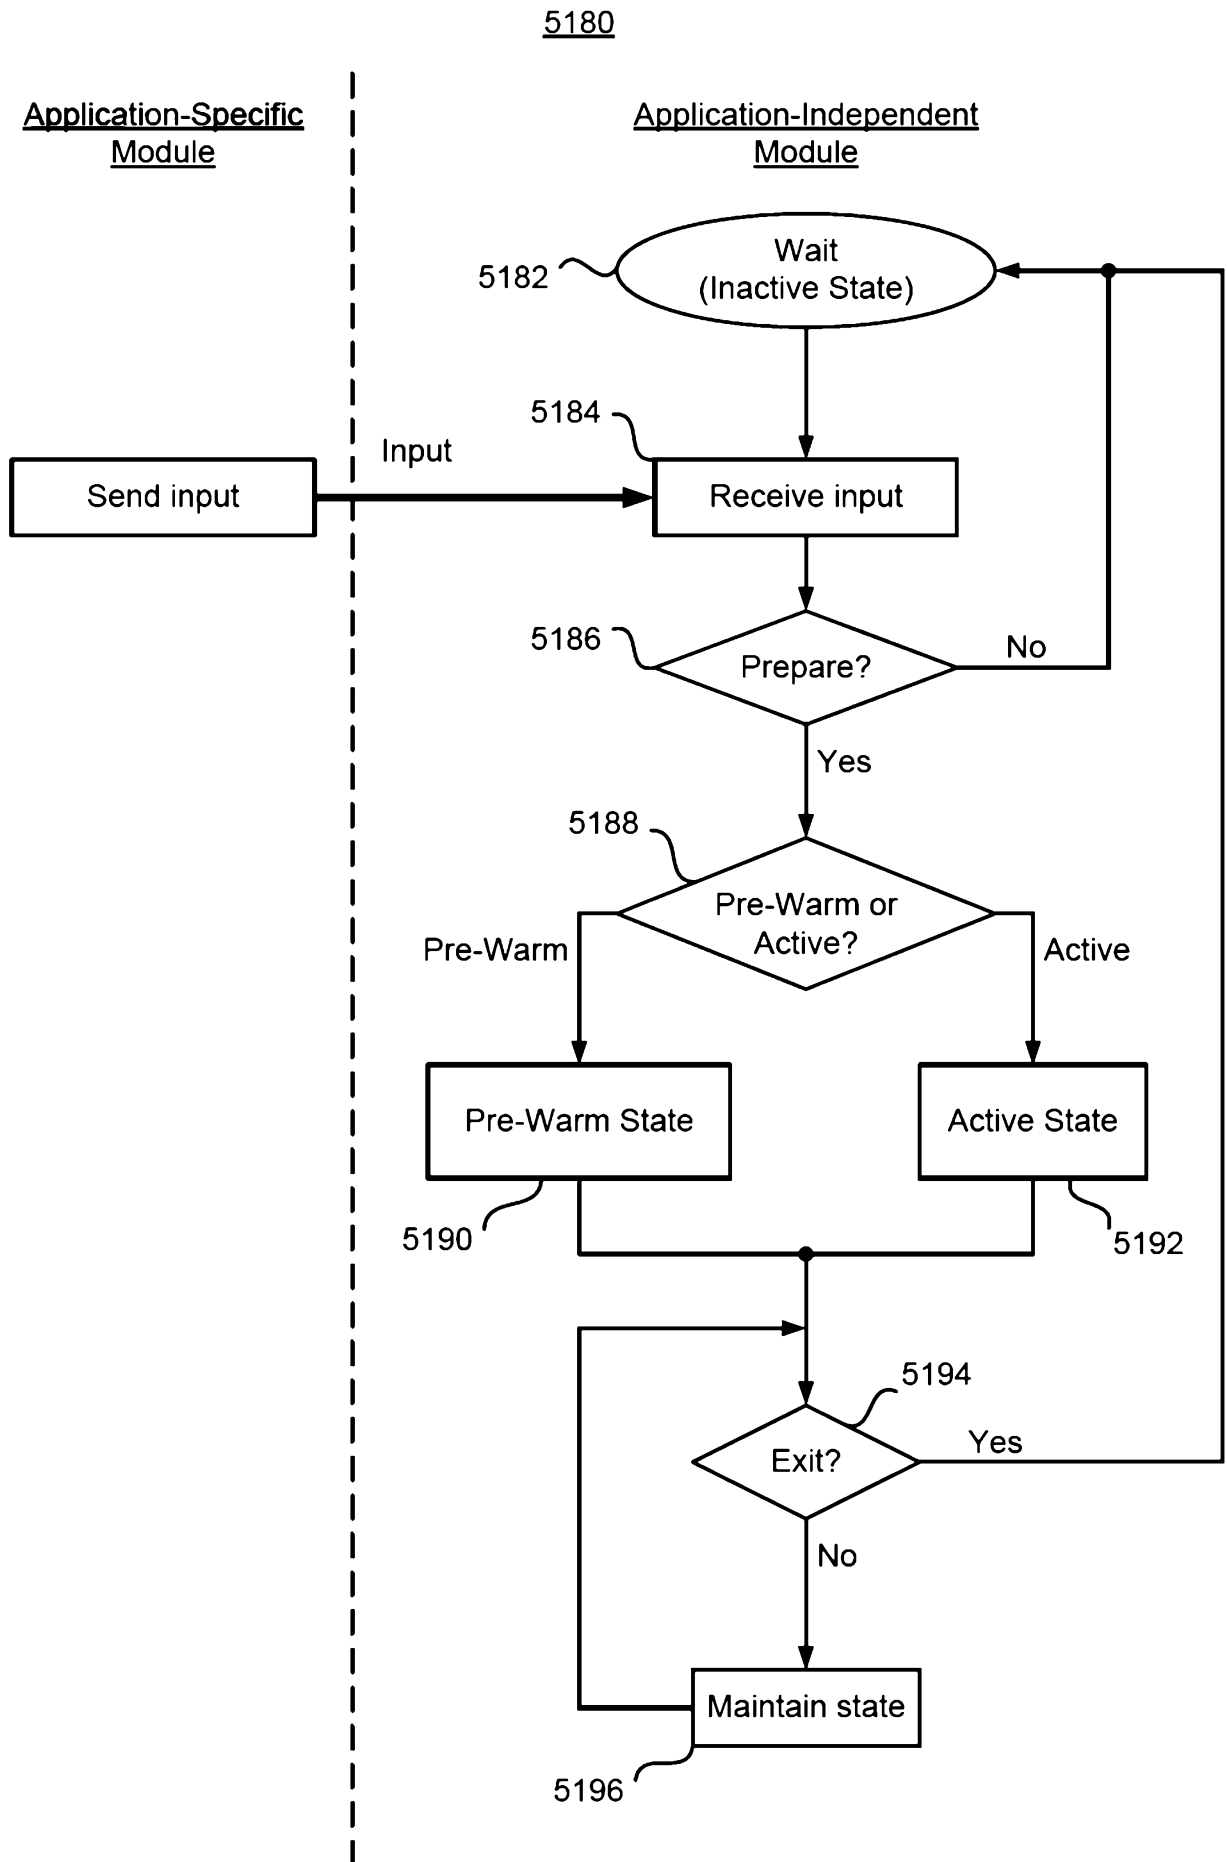 5180
Application-Specific
Module
Application-Independent
Module
Wait
(Inactive State)
5182
5184
Input
Send input
Receive input
5186
Prepare?
No
Yes
5188
Pre-Warm or
Active?
Pre-Warm
Active
Pre-Warm State
Active State
5190
5192
5194
Exit?
Yes
No
Maintain state
5196